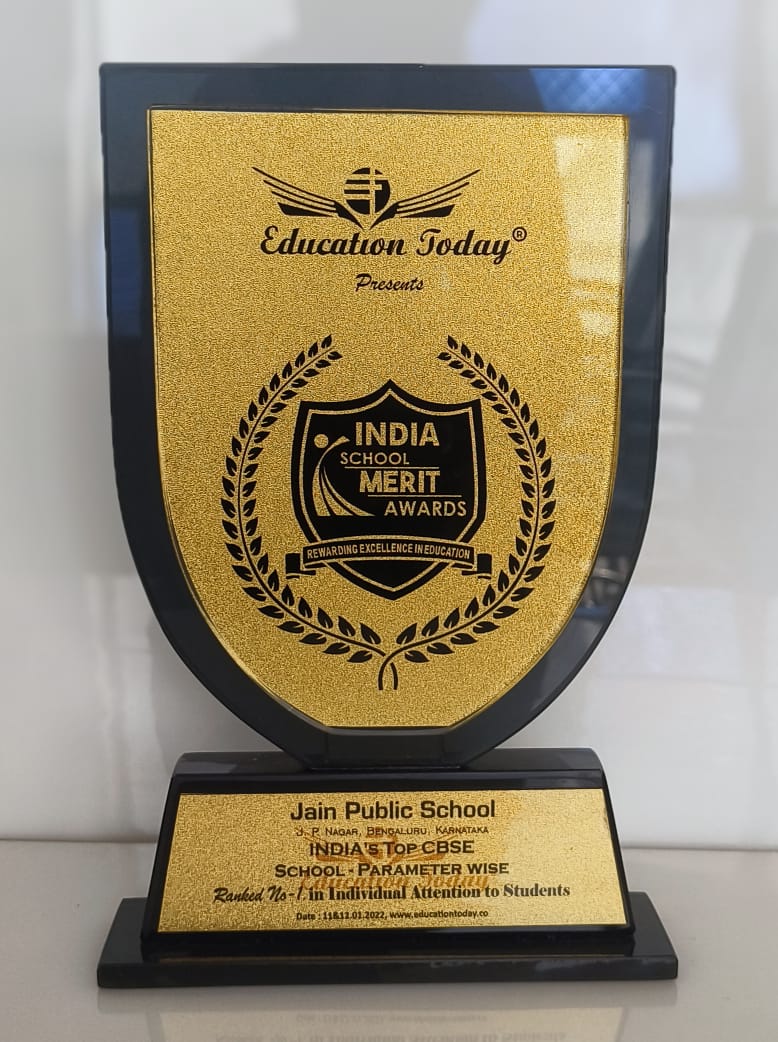 Education Today®
Presents
INDIA
SCHOOL
MERIT
AWARDS
REWARDING EXCELLENCE IN EDUCATION
Jain Public School
J. P. NAGAR, BENGALURU, KARNATAKA
INDIA's TOP CBSE
SCHOOL - PARAMETER WISE
Ranked No-1 in Individual Attention to Students
Date : 11&12.01.2022, www.educationtoday.co